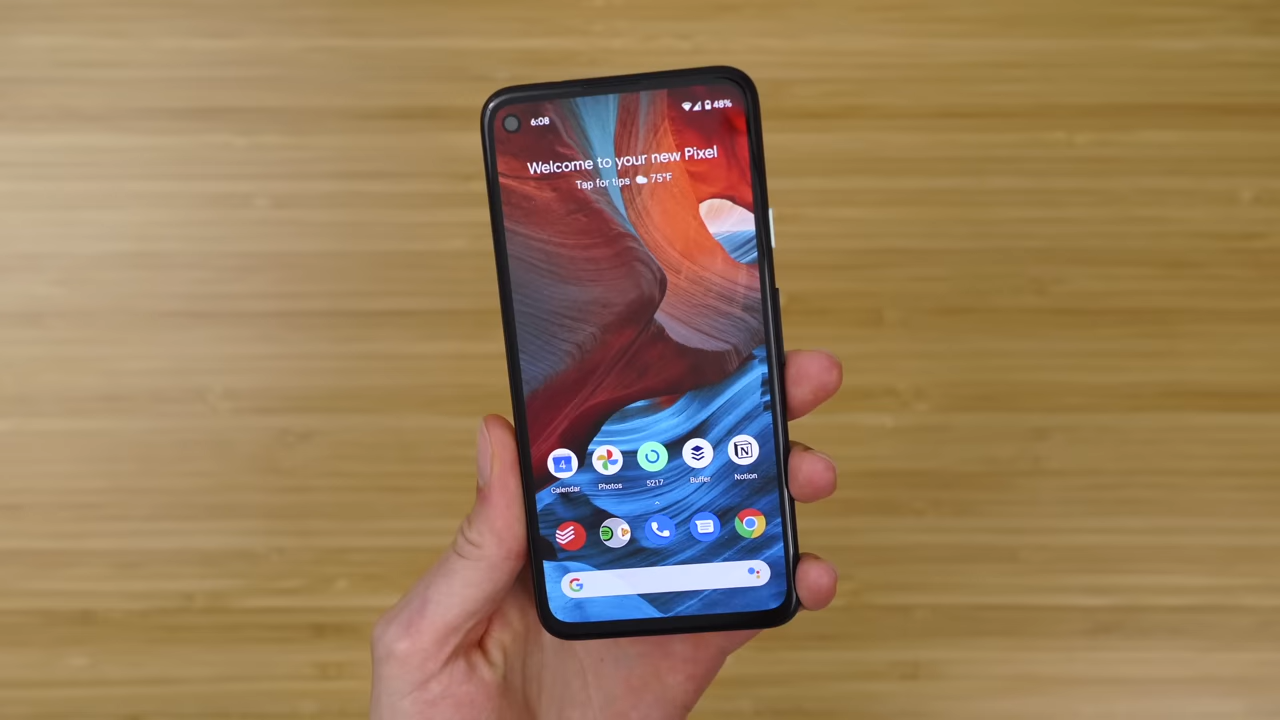 6:08
48%
Welcome to your new Pixel
Tap for tips 75°F
4
N
Calendar
Photos
5217
Buffer
Notion
G